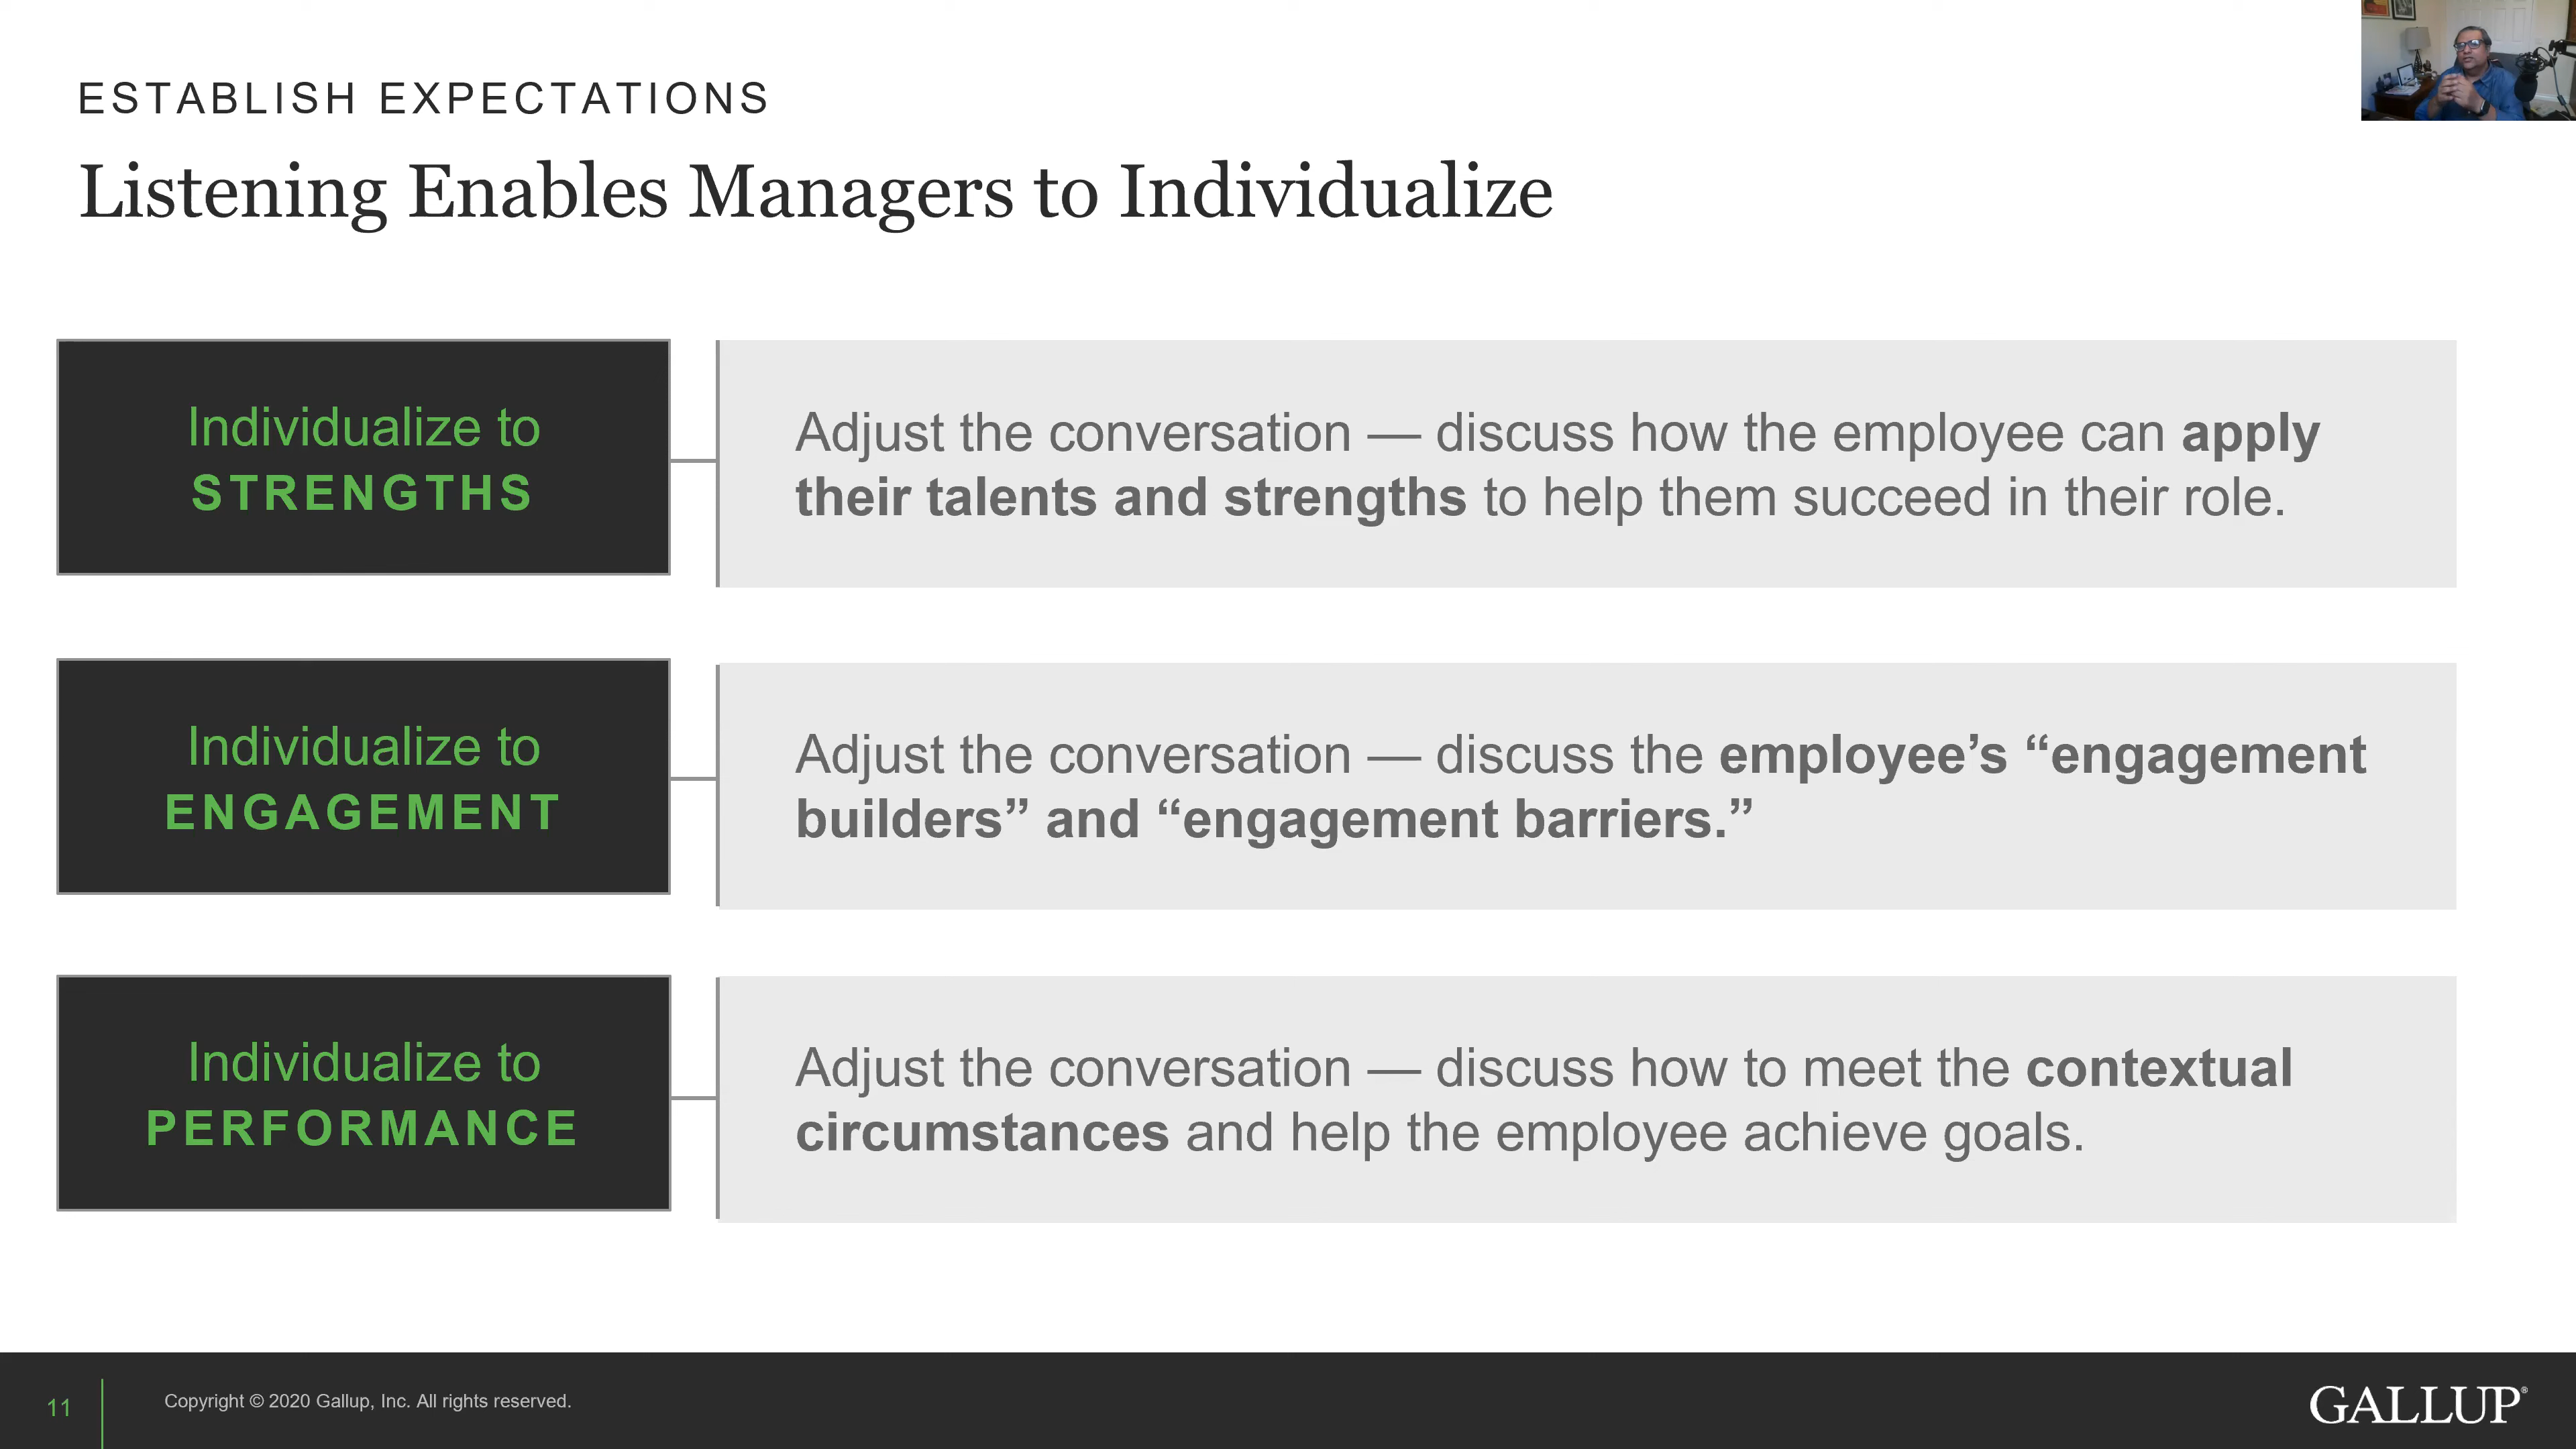 ESTABLISH EXPECTATIONS
Listening Enables Managers to Individualize
Individualize to
STRENGTHS
Adjust the conversation — discuss how the employee can apply
their talents and strengths to help them succeed in their role.
Individualize to
ENGAGEMENT
Adjust the conversation — discuss the employee’s “engagement
builders” and “engagement barriers.”
Individualize to
PERFORMANCE
Adjust the conversation — discuss how to meet the contextual
circumstances and help the employee achieve goals.
11
Copyright © 2020 Gallup, Inc. All rights reserved.
GALLUP®